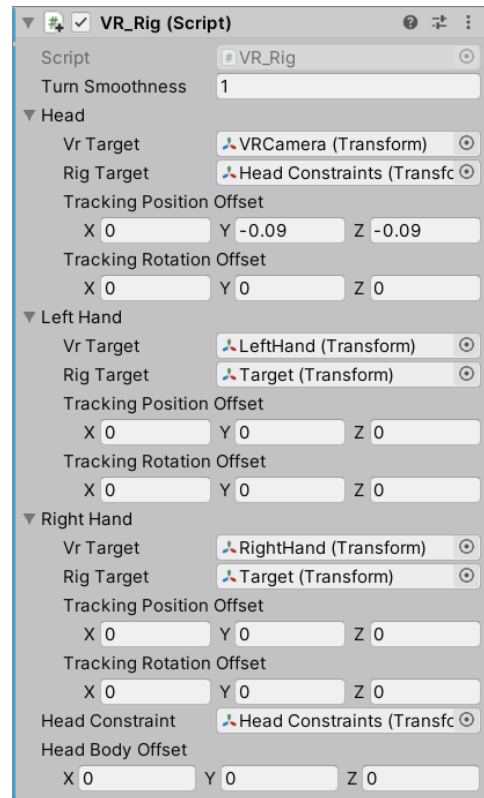 VR_Rig (Script)
Script VR_Rig
Turn Smoothness 1
Head
Vr Target VRCamera (Transform)
Rig Target Head Constraints (Transfc
Tracking Position Offset
X 0 Y -0.09 Z -0.09
Tracking Rotation Offset
X 0 Y 0 Z 0
Left Hand
Vr Target LeftHand (Transform)
Rig Target Target (Transform)
Tracking Position Offset
X 0 Y 0 Z 0
Tracking Rotation Offset
X 0 Y 0 Z 0
Right Hand
Vr Target RightHand (Transform)
Rig Target Target (Transform)
Tracking Position Offset
X 0 Y 0 Z 0
Tracking Rotation Offset
X 0 Y 0 Z 0
Head Constraint Head Constraints (Transfc
Head Body Offset
X 0 Y 0 Z 0